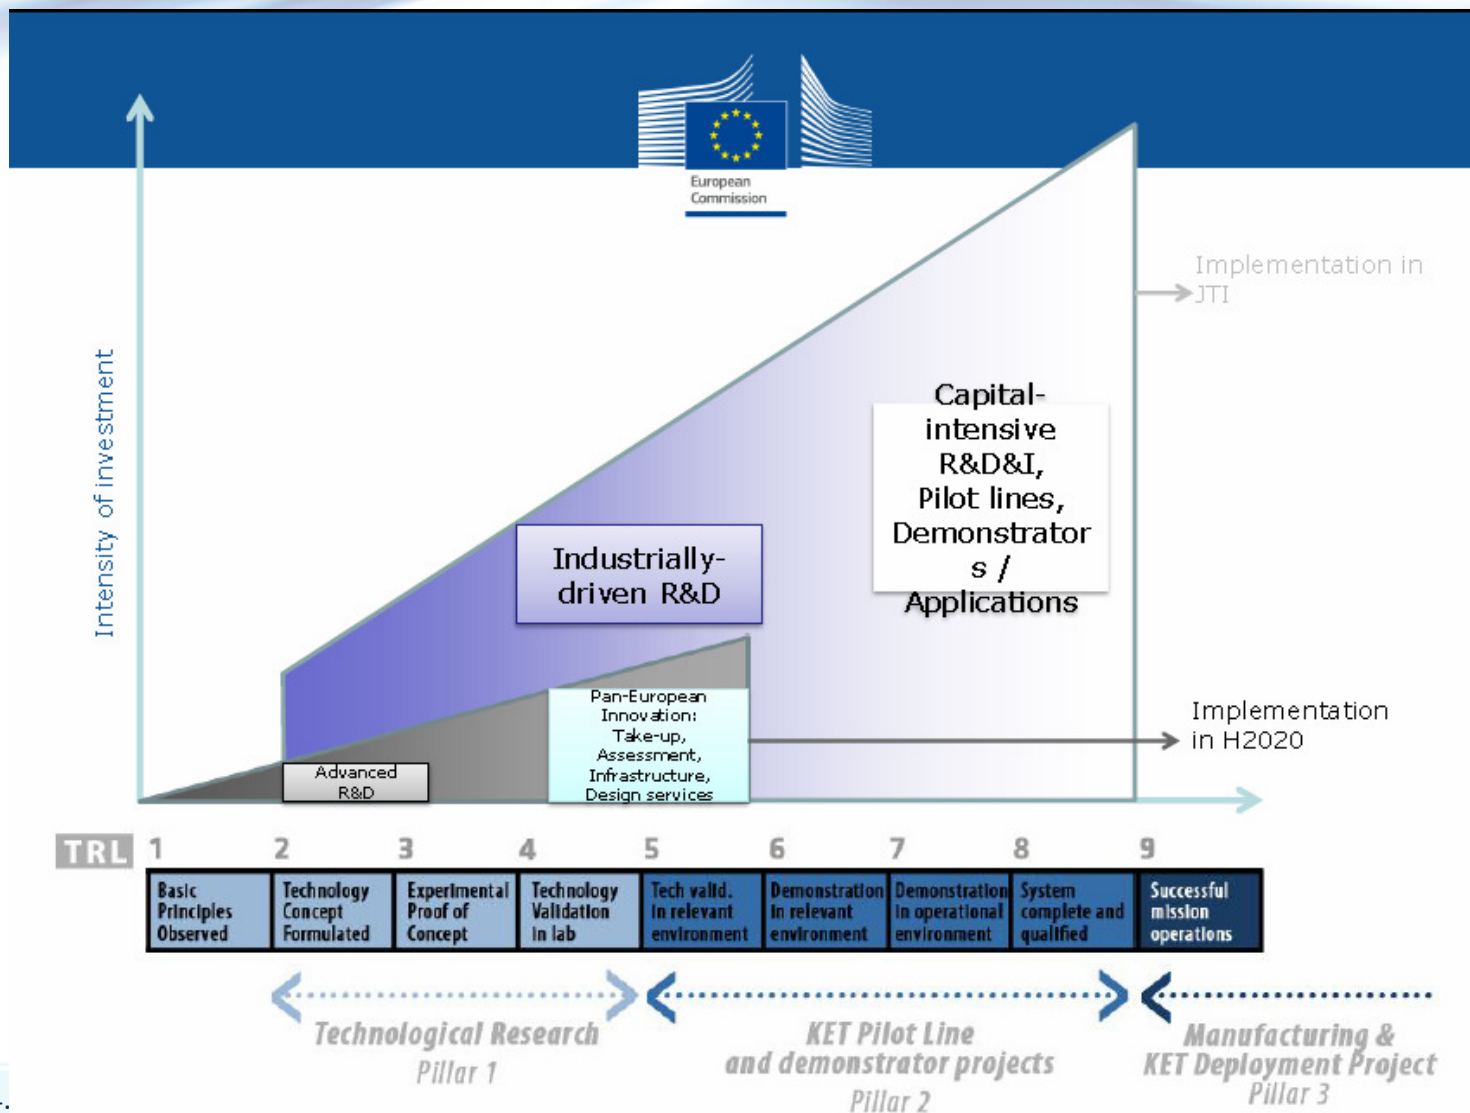 European
Commission
Implementation in
JTI
Intensity of investment
Capital-
intensive
R&D&I,
Pilot lines,
Demonstrator
s /
Applications
Industrially-
driven R&D
Pan-European
Innovation:
Take-up,
Assessment,
Infrastructure,
Design services
Implementation
in H2020
Advanced
R&D
TRL 1 2 3 4 5 6 7 8 9
Basic
Principles
Observed
Technology
Concept
Formulated
Experimental
Proof of
Concept
Technology
Validation
in lab
Tech valid.
in relevant
environment
Demonstration
in relevant
environment
Demonstration
in operational
environment
System
complete and
qualified
Successful
mission
operations
Technological Research
Pillar 1
KET Pilot Line
and demonstrator projects
Pillar 2
Manufacturing &
KET Deployment Project
Pillar 3